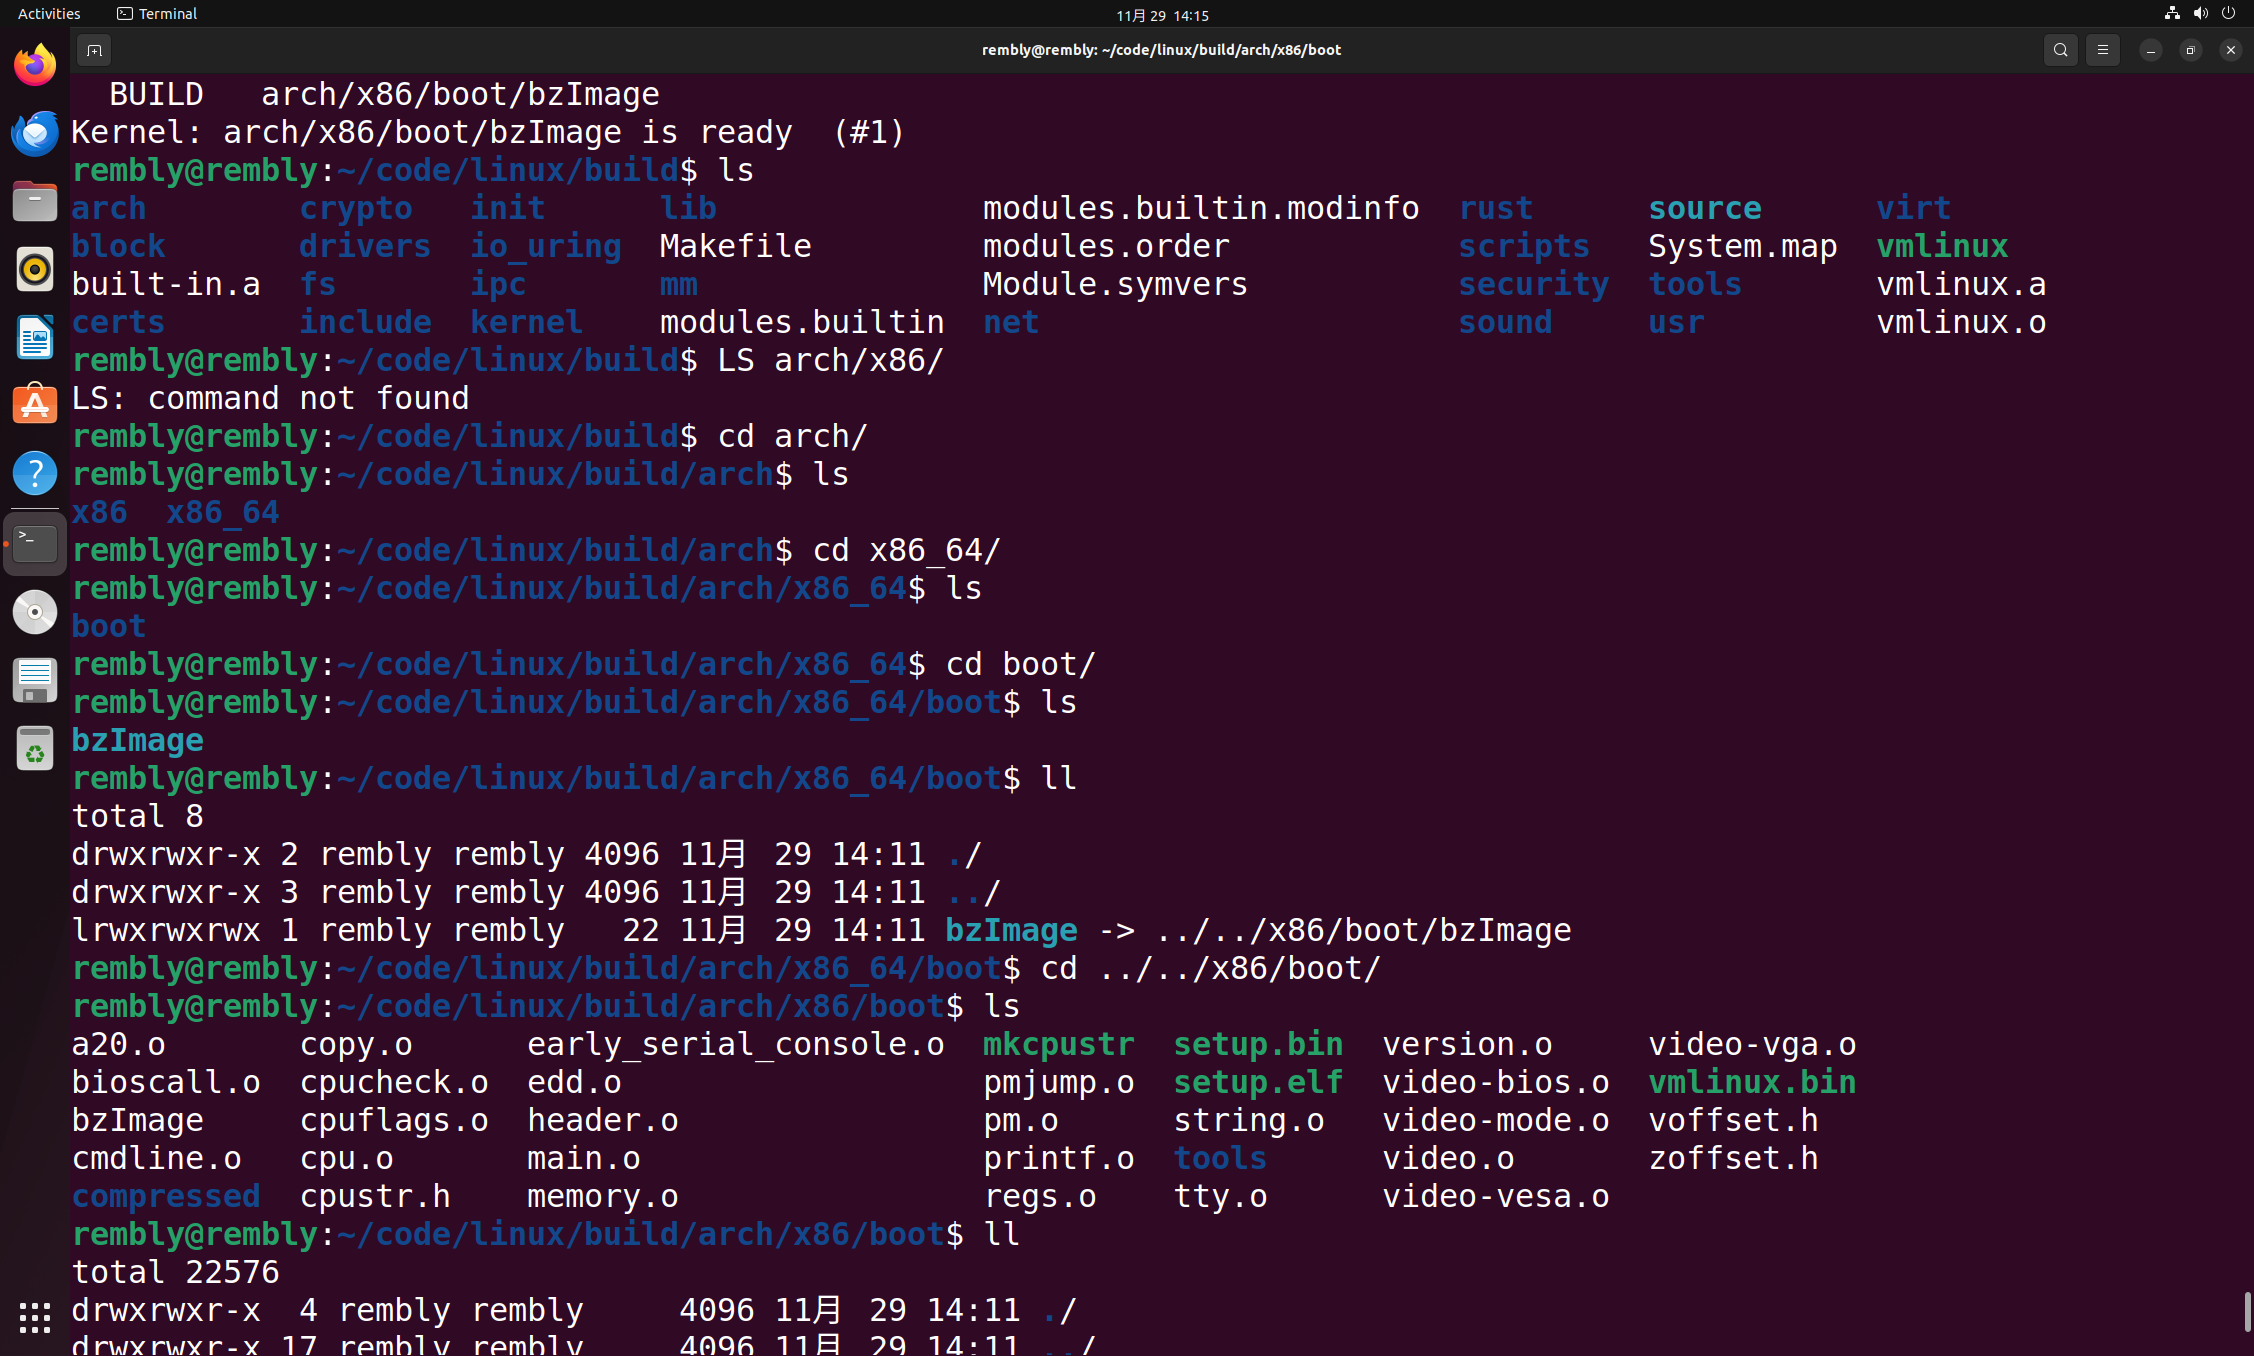 Activities Terminal 11月 29 14:15
rembly@rembly: ~/code/linux/build/arch/x86/boot
BUILD arch/x86/boot/bzImage
Kernel: arch/x86/boot/bzImage is ready (#1)
rembly@rembly:~/code/linux/build$ ls
arch crypto init lib modules.builtin.modinfo rust source virt
block drivers io_uring Makefile modules.order scripts System.map vmlinux
built-in.a fs ipc mm Module.symvers security tools vmlinux.a
certs include kernel modules.builtin net sound usr vmlinux.o
rembly@rembly:~/code/linux/build$ LS arch/x86/
LS: command not found
rembly@rembly:~/code/linux/build$ cd arch/
rembly@rembly:~/code/linux/build/arch$ ls
x86 x86_64
rembly@rembly:~/code/linux/build/arch$ cd x86_64/
rembly@rembly:~/code/linux/build/arch/x86_64$ ls
boot
rembly@rembly:~/code/linux/build/arch/x86_64$ cd boot/
rembly@rembly:~/code/linux/build/arch/x86_64/boot$ ls
bzImage
rembly@rembly:~/code/linux/build/arch/x86_64/boot$ ll
total 8
drwxrwxr-x 2 rembly rembly 4096 11月 29 14:11 ./
drwxrwxr-x 3 rembly rembly 4096 11月 29 14:11 ../
lrwxrwxrwx 1 rembly rembly 22 11月 29 14:11 bzImage -> ../../x86/boot/bzImage
rembly@rembly:~/code/linux/build/arch/x86_64/boot$ cd ../../x86/boot/
rembly@rembly:~/code/linux/build/arch/x86/boot$ ls
a20.o copy.o early_serial_console.o mkcpustr setup.bin version.o video-vga.o
bioscall.o cpucheck.o edd.o pmjump.o setup.elf video-bios.o vmlinux.bin
bzImage cpuflags.o header.o pm.o string.o video-mode.o voffset.h
cmdline.o cpu.o main.o printf.o tools video.o zoffset.h
compressed cpustr.h memory.o regs.o tty.o video-vesa.o
rembly@rembly:~/code/linux/build/arch/x86/boot$ ll
total 22576
drwxrwxr-x 4 rembly rembly 4096 11月 29 14:11 ./
drwxrwxr-x 17 rembly rembly 4096 11月 29 14:11 ../